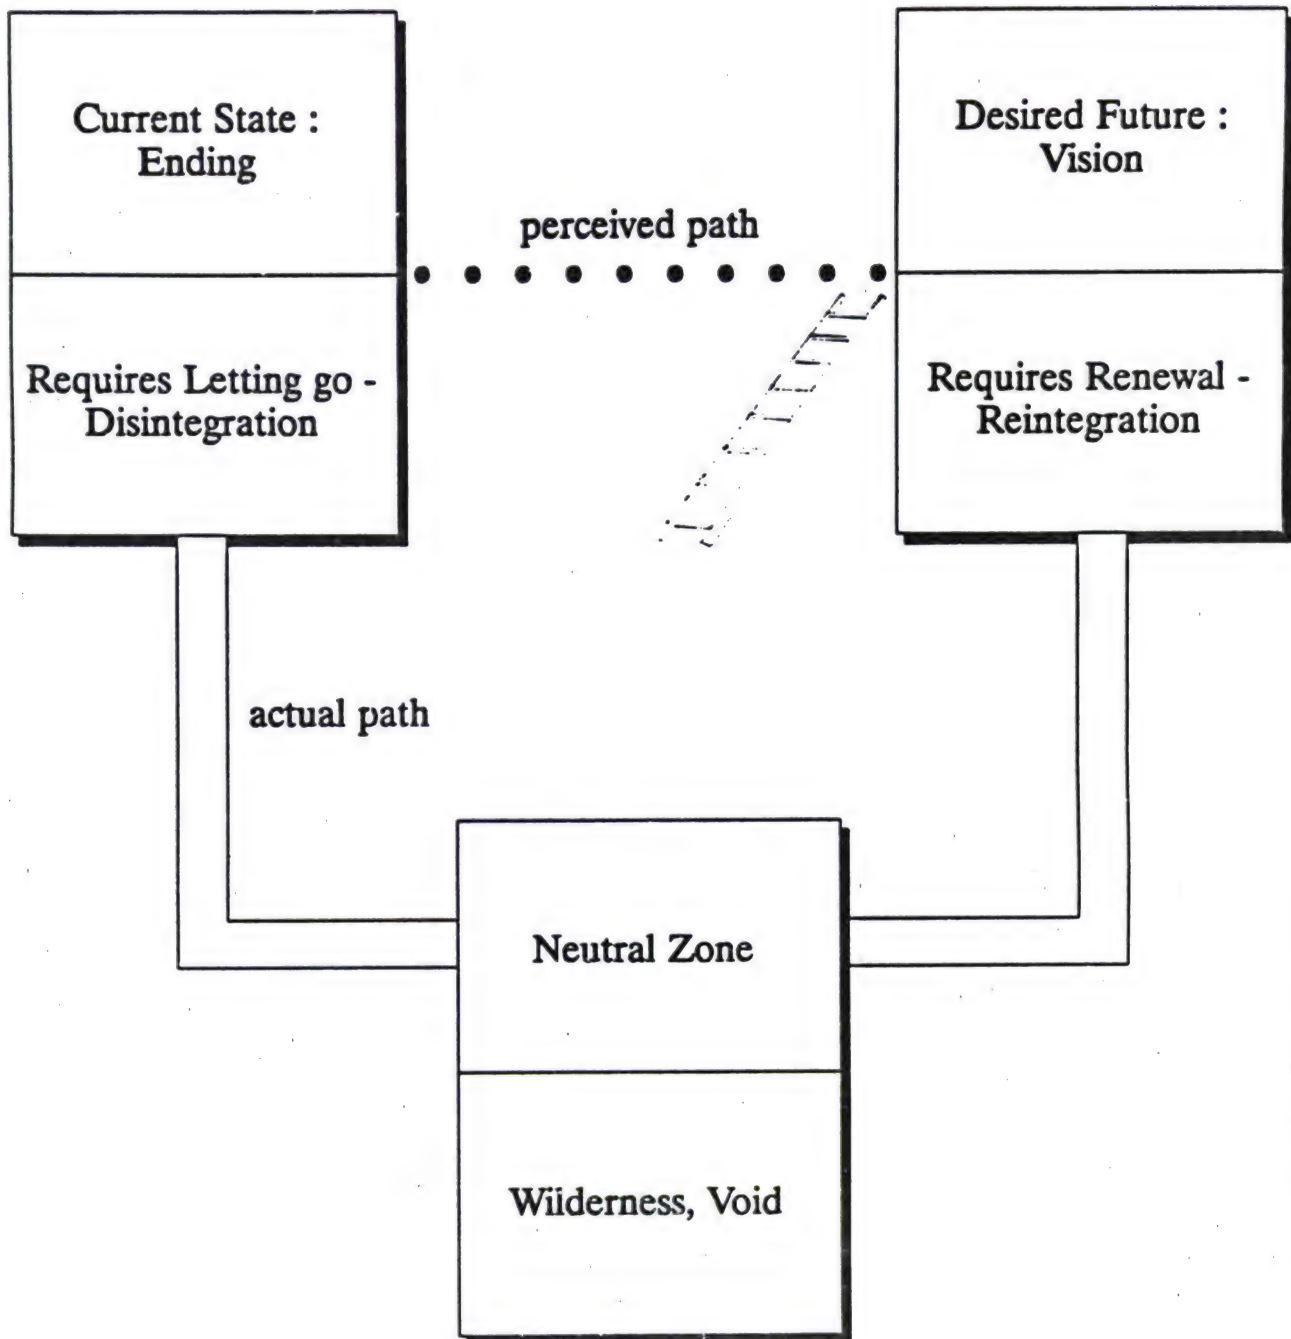 Current State :
Ending
Desired Future :
Vision
perceived path
Requires Letting go -
Disintegration
Requires Renewal -
Reintegration
actual path
Neutral Zone
Wilderness, Void